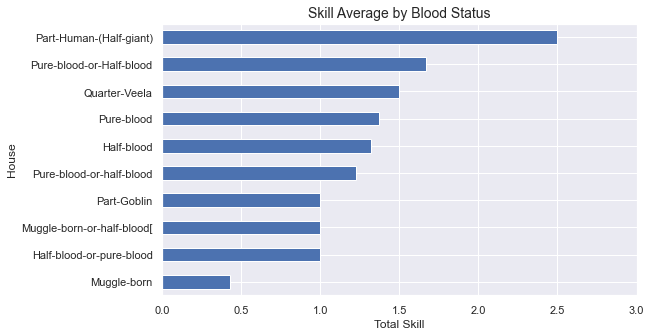 Skill Average by Blood Status
Part-Human-(Half-giant)
Pure-blood-or-Half-blood
Quarter-Veela
Pure-blood
Half-blood
Pure-blood-or-half-blood
Part-Goblin
Muggle-born-or-half-blood[
Half-blood-or-pure-blood
Muggle-born
House
0.0 0.5 1.0 1.5 2.0 2.5 3.0
Total Skill